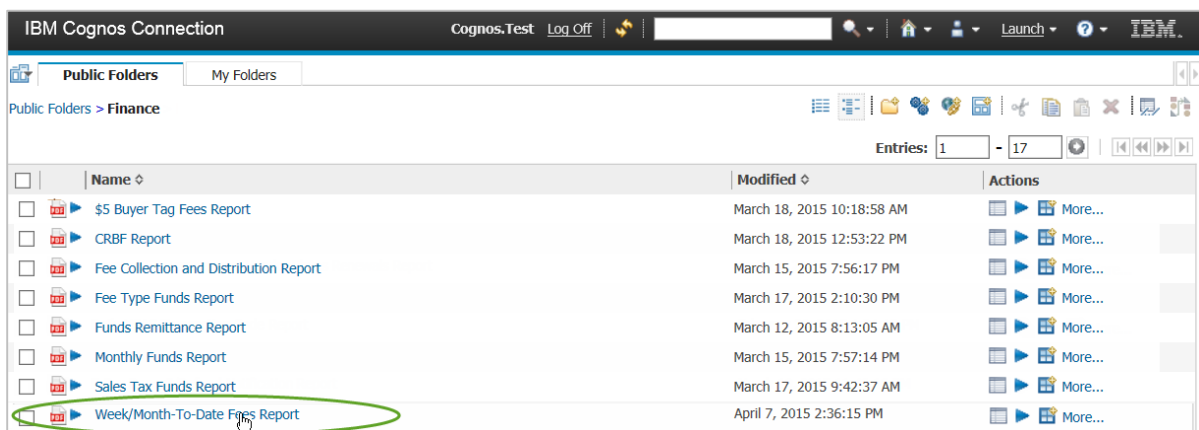 IBM Cognos Connection Cognos.Test Log Off Launch ? IBM.
Public Folders My Folders
Public Folders > Finance
Entries: 1 - 17
Name Modified Actions
$5 Buyer Tag Fees Report March 18, 2015 10:18:58 AM More...
CRBF Report March 18, 2015 12:53:22 PM More...
Fee Collection and Distribution Report March 15, 2015 7:56:17 PM More...
Fee Type Funds Report March 17, 2015 2:10:30 PM More...
Funds Remittance Report March 12, 2015 8:13:05 AM More...
Monthly Funds Report March 15, 2015 7:57:14 PM More...
Sales Tax Funds Report March 17, 2015 9:42:37 AM More...
Week/Month-To-Date Fees Report April 7, 2015 2:36:15 PM More...